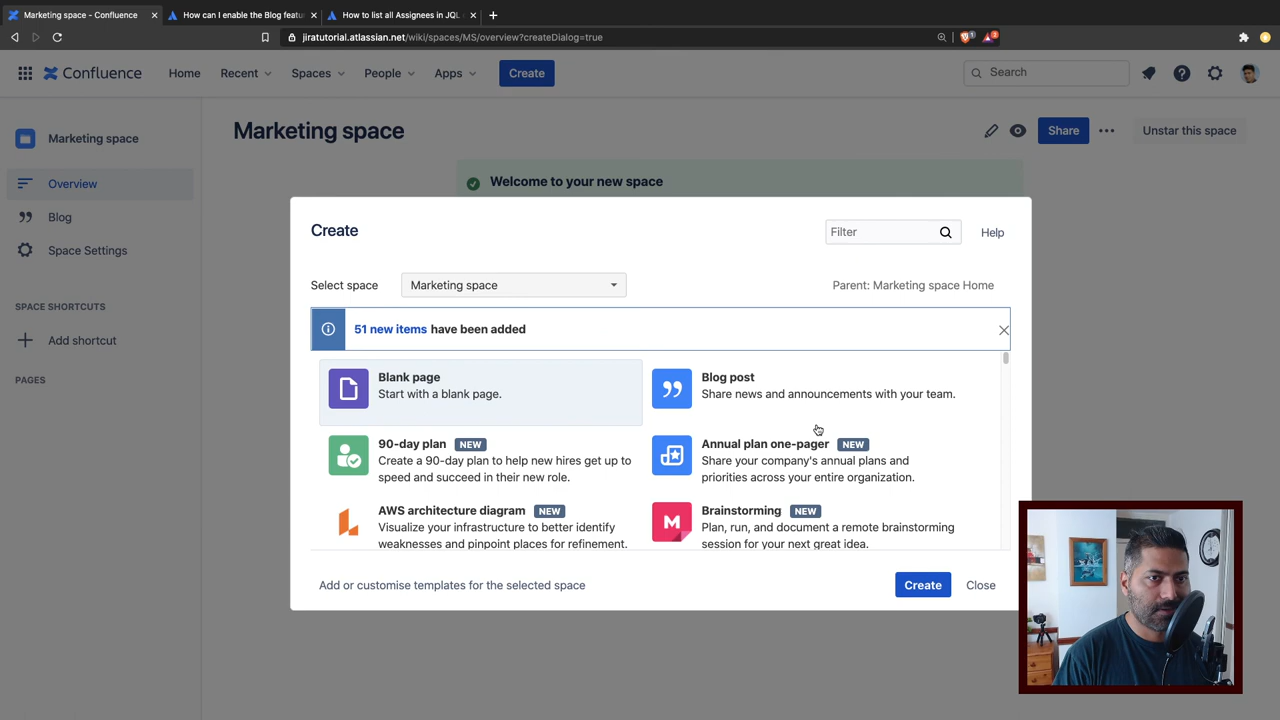 Marketing space - Confluence
How can I enable the Blog featur
How to list all Assignees in JQL o
jiratutorial.atlassian.net/wiki/spaces/MS/overview?createDialog=true
1
3
Confluence
Home
Recent
Spaces
People
Apps
Create
Search
Marketing space
Overview
Blog
Space Settings
SPACE SHORTCUTS
Add shortcut
PAGES
Marketing space
Share
Unstar this space
Welcome to your new space
Create
Filter
Help
Select space
Marketing space
Parent: Marketing space Home
51 new items have been added
Blank page
Start with a blank page.
Blog post
Share news and announcements with your team.
90-day plan NEW
Create a 90-day plan to help new hires get up to
speed and succeed in their new role.
Annual plan one-pager NEW
Share your company's annual plans and
priorities across your entire organization.
AWS architecture diagram NEW
Visualize your infrastructure to better identify
weaknesses and pinpoint places for refinement.
M
Brainstorming NEW
Plan, run, and document a remote brainstorming
session for your next great idea.
Add or customise templates for the selected space
Create
Close